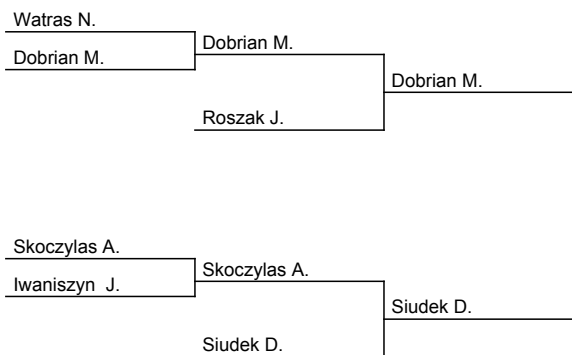 Watras N.
Dobrian M.
Dobrian M.
Dobrian M.
Roszak J.
Skoczylas A.
Skoczylas A.
Iwaniszyn J.
Siudek D.
Siudek D.